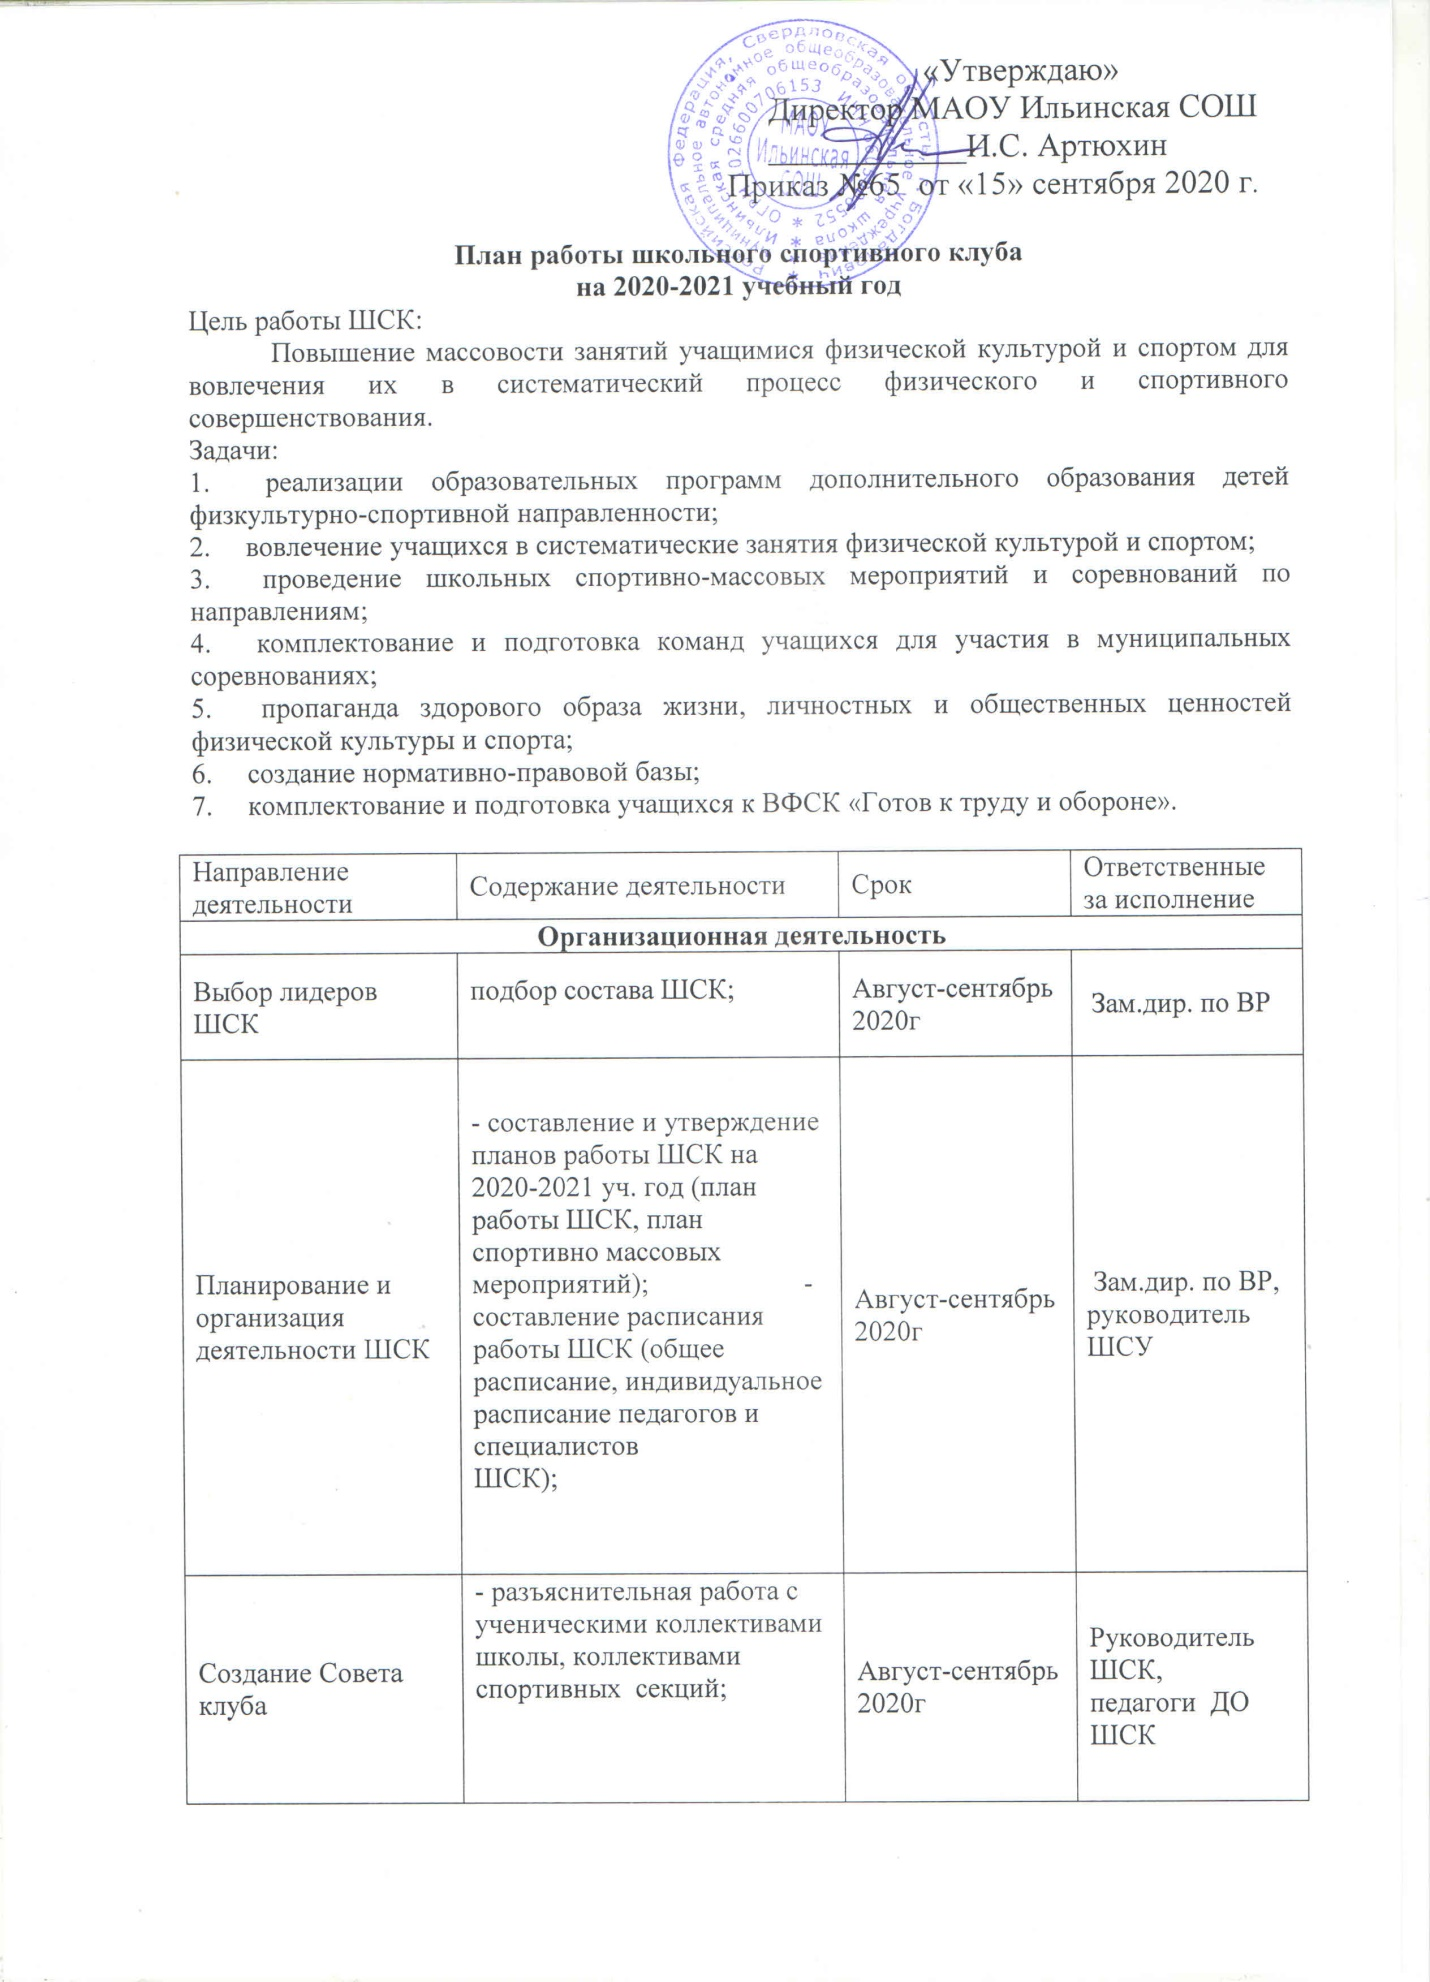 «Утверждаю»
Директор МАОУ Ильинская СОШ
____________И.С. Артюхин
Приказ №65 от «15» сентября 2020 г.
МАОУ
Ильинская
СОШ
План работы школьного спортивного клуба
на 2020-2021 учебный год
Цель работы ШСК:
Повышение массовости занятий учащимися физической культурой и спортом для
вовлечения их в систематический процесс физического и спортивного
совершенствования.
Задачи:
1. реализации образовательных программ дополнительного образования детей
физкультурно-спортивной направленности;
2. вовлечение учащихся в систематические занятия физической культурой и спортом;
3. проведение школьных спортивно-массовых мероприятий и соревнований по
направлениям;
4. комплектование и подготовка команд учащихся для участия в муниципальных
соревнованиях;
5. пропаганда здорового образа жизни, личностных и общественных ценностей
физической культуры и спорта;
6. создание нормативно-правовой базы;
7. комплектование и подготовка учащихся к ВФСК «Готов к труду и обороне».
Направление
деятельности
Содержание деятельности
Срок
Ответственные
за исполнение
Организационная деятельность
Выбор лидеров
ШСК
подбор состава ШСК;
Август-сентябрь
2020г
Зам.дир. по ВР
Планирование и
организация
деятельности ШСК
- составление и утверждение
планов работы ШСК на
2020-2021 уч. год (план
работы ШСК, план
спортивно массовых
мероприятий); -
составление расписания
работы ШСК (общее
расписание, индивидуальное
расписание педагогов и
специалистов
ШСК);
Август-сентябрь
2020г
Зам.дир. по ВР,
руководитель
ШСУ
Создание Совета
клуба
- разъяснительная работа с
ученическими коллективами
школы, коллективами
спортивных секций;
Август-сентябрь
2020г
Руководитель
ШСК,
педагоги ДО
ШСК